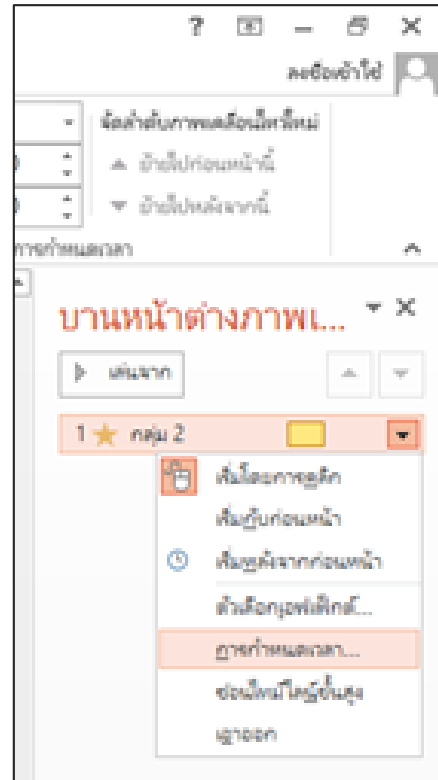 ?
ลงชื่อเข้าใช้
จัดลำดับภาพเคลื่อนไหวใหม่
ย้ายไปก่อนหน้านี้
ย้ายไปหลังจากนี้
การกำหนดเวลา
บานหน้าต่างภาพเ...
เล่นจาก
1 กลุ่ม 2
เริ่มโดยการคลิก
เริ่มกับก่อนหน้า
เริ่มหลังจากก่อนหน้า
ตัวเลือกเอฟเฟ็กต์...
การกำหนดเวลา...
ซ่อนไทม์ไลน์ขั้นสูง
เอาออก